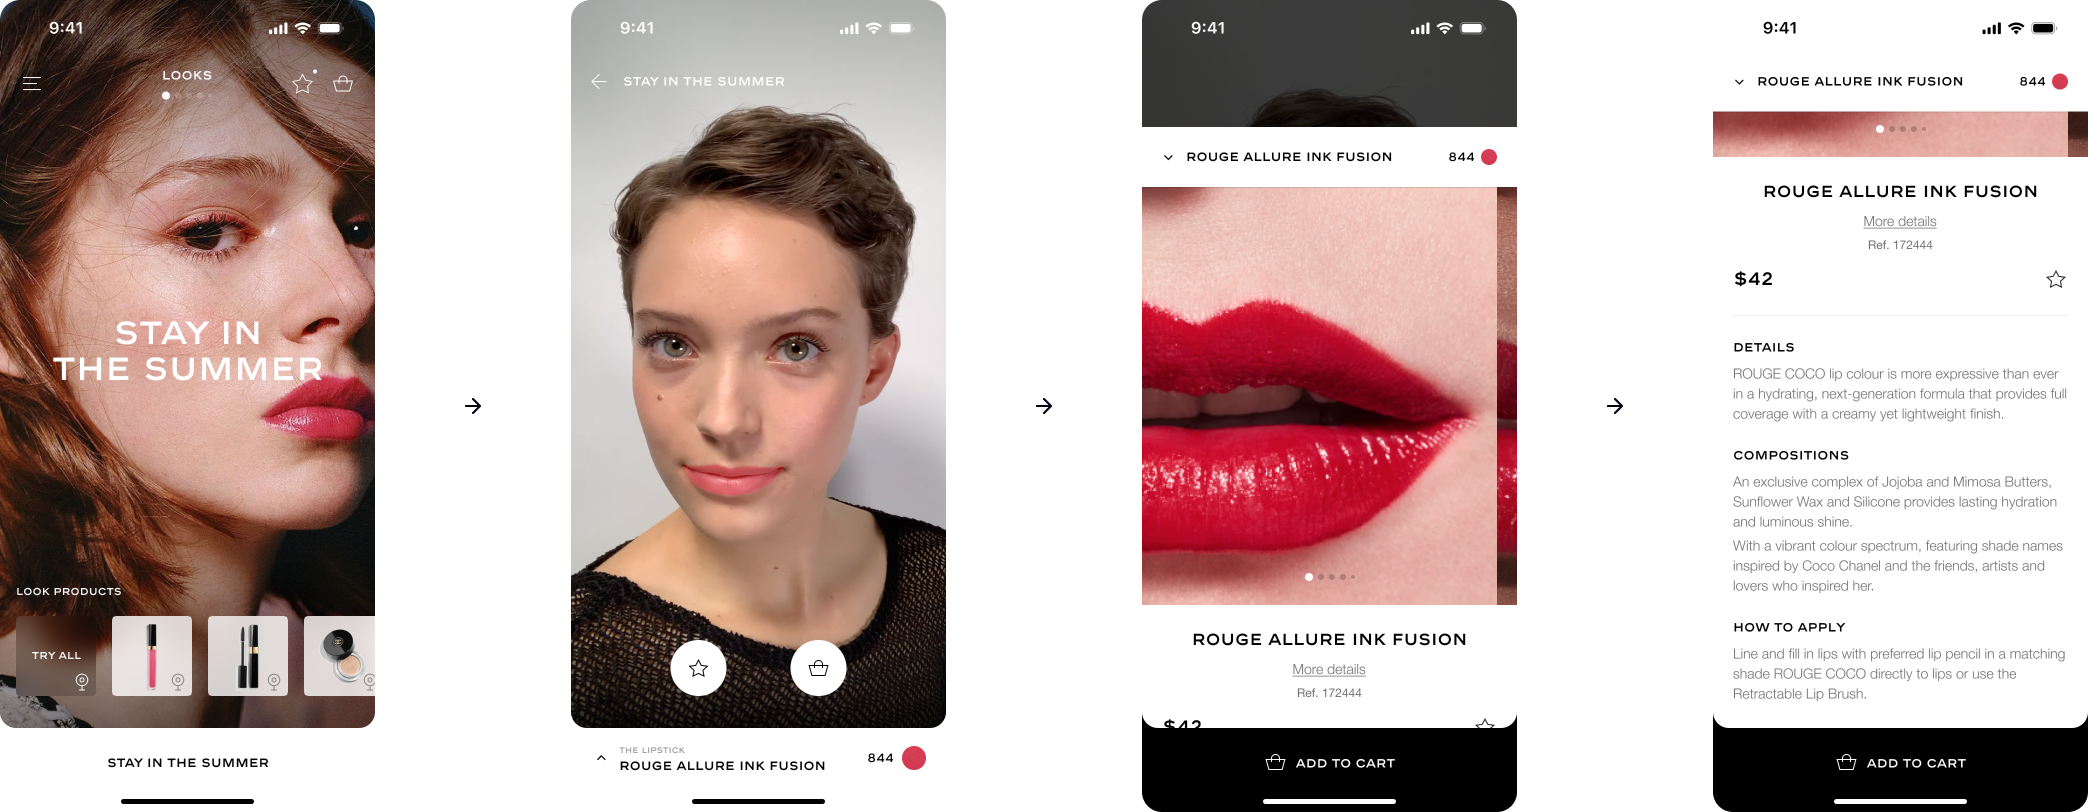 9:41
LOOKS
STAY IN
THE SUMMER
LOOK PRODUCTS
TRY ALL
STAY IN THE SUMMER
9:41
STAY IN THE SUMMER
THE LIPSTICK
ROUGE ALLURE INK FUSION
844
9:41
ROUGE ALLURE INK FUSION
844
ROUGE ALLURE INK FUSION
More details
Ref. 172444
$42
ADD TO CART
9:41
ROUGE ALLURE INK FUSION
844
ROUGE ALLURE INK FUSION
More details
Ref. 172444
$42
DETAILS
ROUGE COCO lip colour is more expressive than ever
in a hydrating, next-generation formula that provides full
coverage with a creamy yet lightweight finish.
COMPOSITIONS
An exclusive complex of Jojoba and Mimosa Butters,
Sunflower Wax and Silicone provides lasting hydration
and luminous shine.
With a vibrant colour spectrum, featuring shade names
inspired by Coco Chanel and the friends, artists and
lovers who inspired her.
HOW TO APPLY
Line and fill in lips with preferred lip pencil in a matching
shade ROUGE COCO directly to lips or use the
Retractable Lip Brush.
ADD TO CART